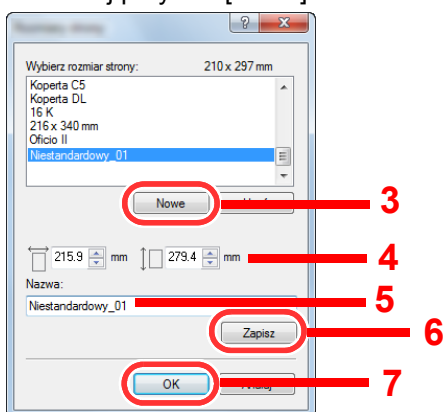 Wybierz rozmiar strony: 210 x 297 mm
Koperta C5
Koperta DL
16 K
216 x 340 mm
Oficio II
Niestandardowy_01
Nowe
3
215.9 mm 279.4 mm
4
Nazwa:
5
Niestandardowy_01
Zapisz
6
OK
7